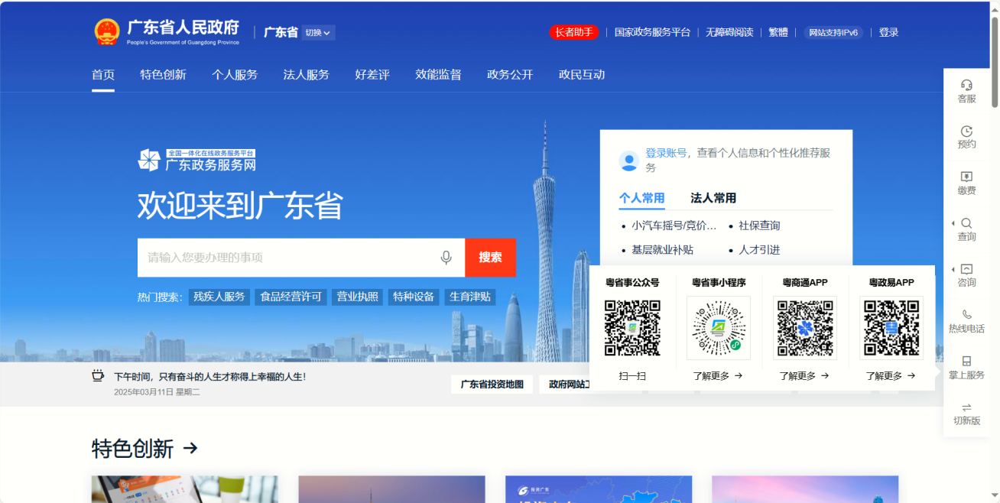 广东省人民政府
People's Government of Guangdong Province
广东省 切换
长者助手 国家政务服务平台 无障碍阅读 繁體 网站支持IPv6 登录
首页 特色创新 个人服务 法人服务 好差评 效能监督 政务公开 政民互动
全国一体化在线政务服务平台
广东政务服务网
欢迎来到广东省
请输入您要办理的事项
搜索
热门搜索: 残疾人服务 食品经营许可 营业执照 特种设备 生育津贴
登录账号，查看个人信息和个性化推荐服
务
个人常用 法人常用
• 小汽车摇号/竞价... • 社保查询
• 基层就业补贴 • 人才引进
粤省事公众号 粤省事小程序 粤商通APP 粤政易APP
扫一扫 了解更多 → 了解更多 → 了解更多 →
客服
预约
缴费
查询
咨询
热线电话
掌上服务
切新版
下午时间，只有奋斗的人生才称得上幸福的人生！
2025年03月11日 星期二
广东省投资地图 政府网站工
特色创新 →
投资广东